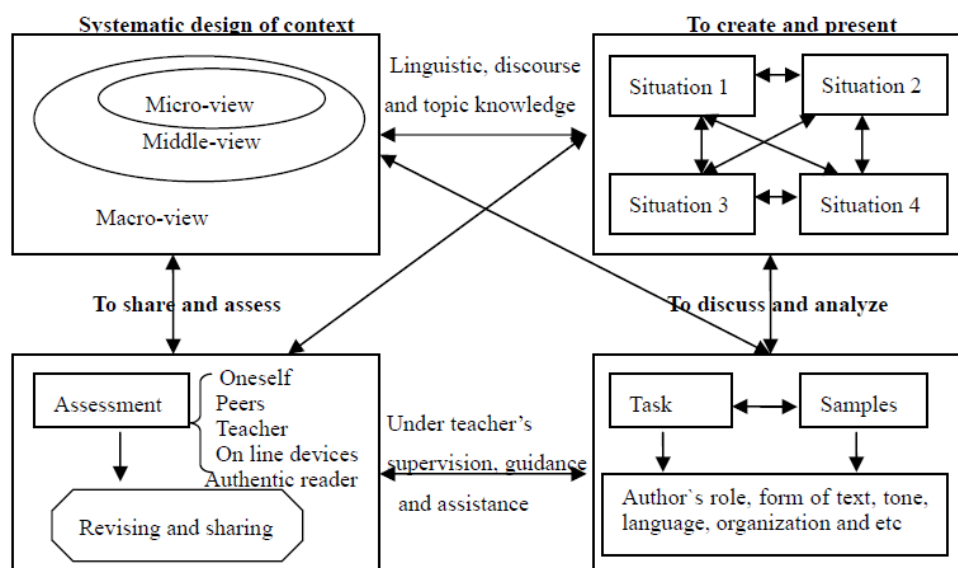 Systematic design of context
To create and present
Micro-view
Middle-view
Macro-view
Linguistic, discourse
and topic knowledge
Situation 1
Situation 2
Situation 3
Situation 4
To share and assess
To discuss and analyze
Assessment
Oneself
Peers
Teacher
On line devices
Authentic reader
Revising and sharing
Under teacher’s
supervision, guidance
and assistance
Task
Samples
Author`s role, form of text, tone,
language, organization and etc